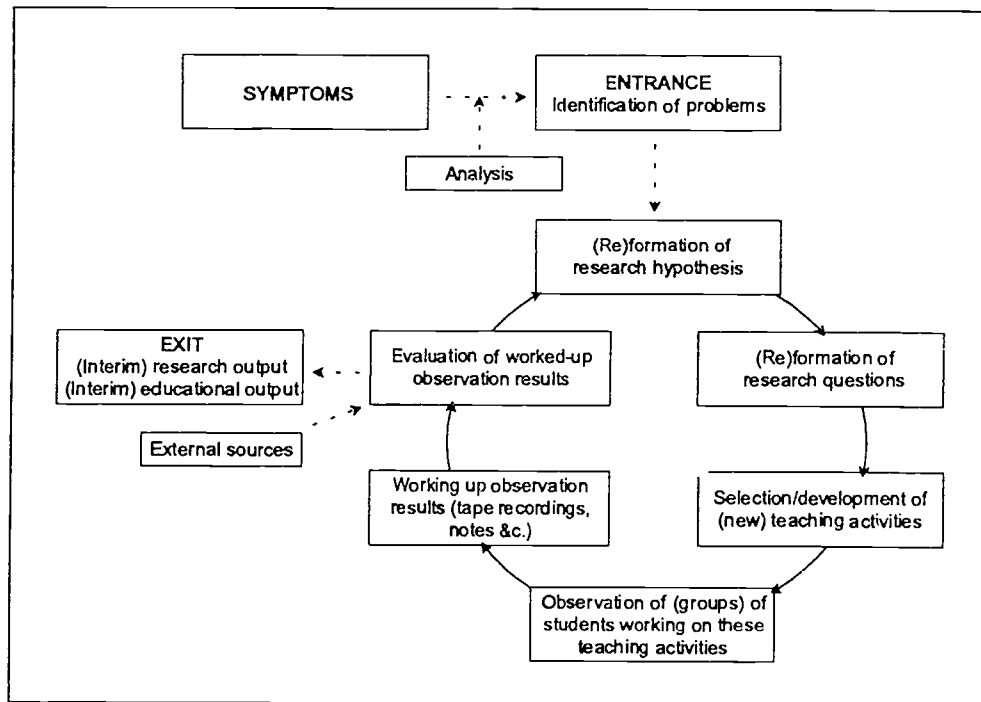 SYMPTOMS
ENTRANCE
Identification of problems
Analysis
(Re)formation of
research hypothesis
EXIT
(Interim) research output
(Interim) educational output
Evaluation of worked-up
observation results
(Re)formation of
research questions
External sources
Working up observation
results (tape recordings,
notes &c.)
Selection/development of
(new) teaching activities
Observation of (groups) of
students working on these
teaching activities